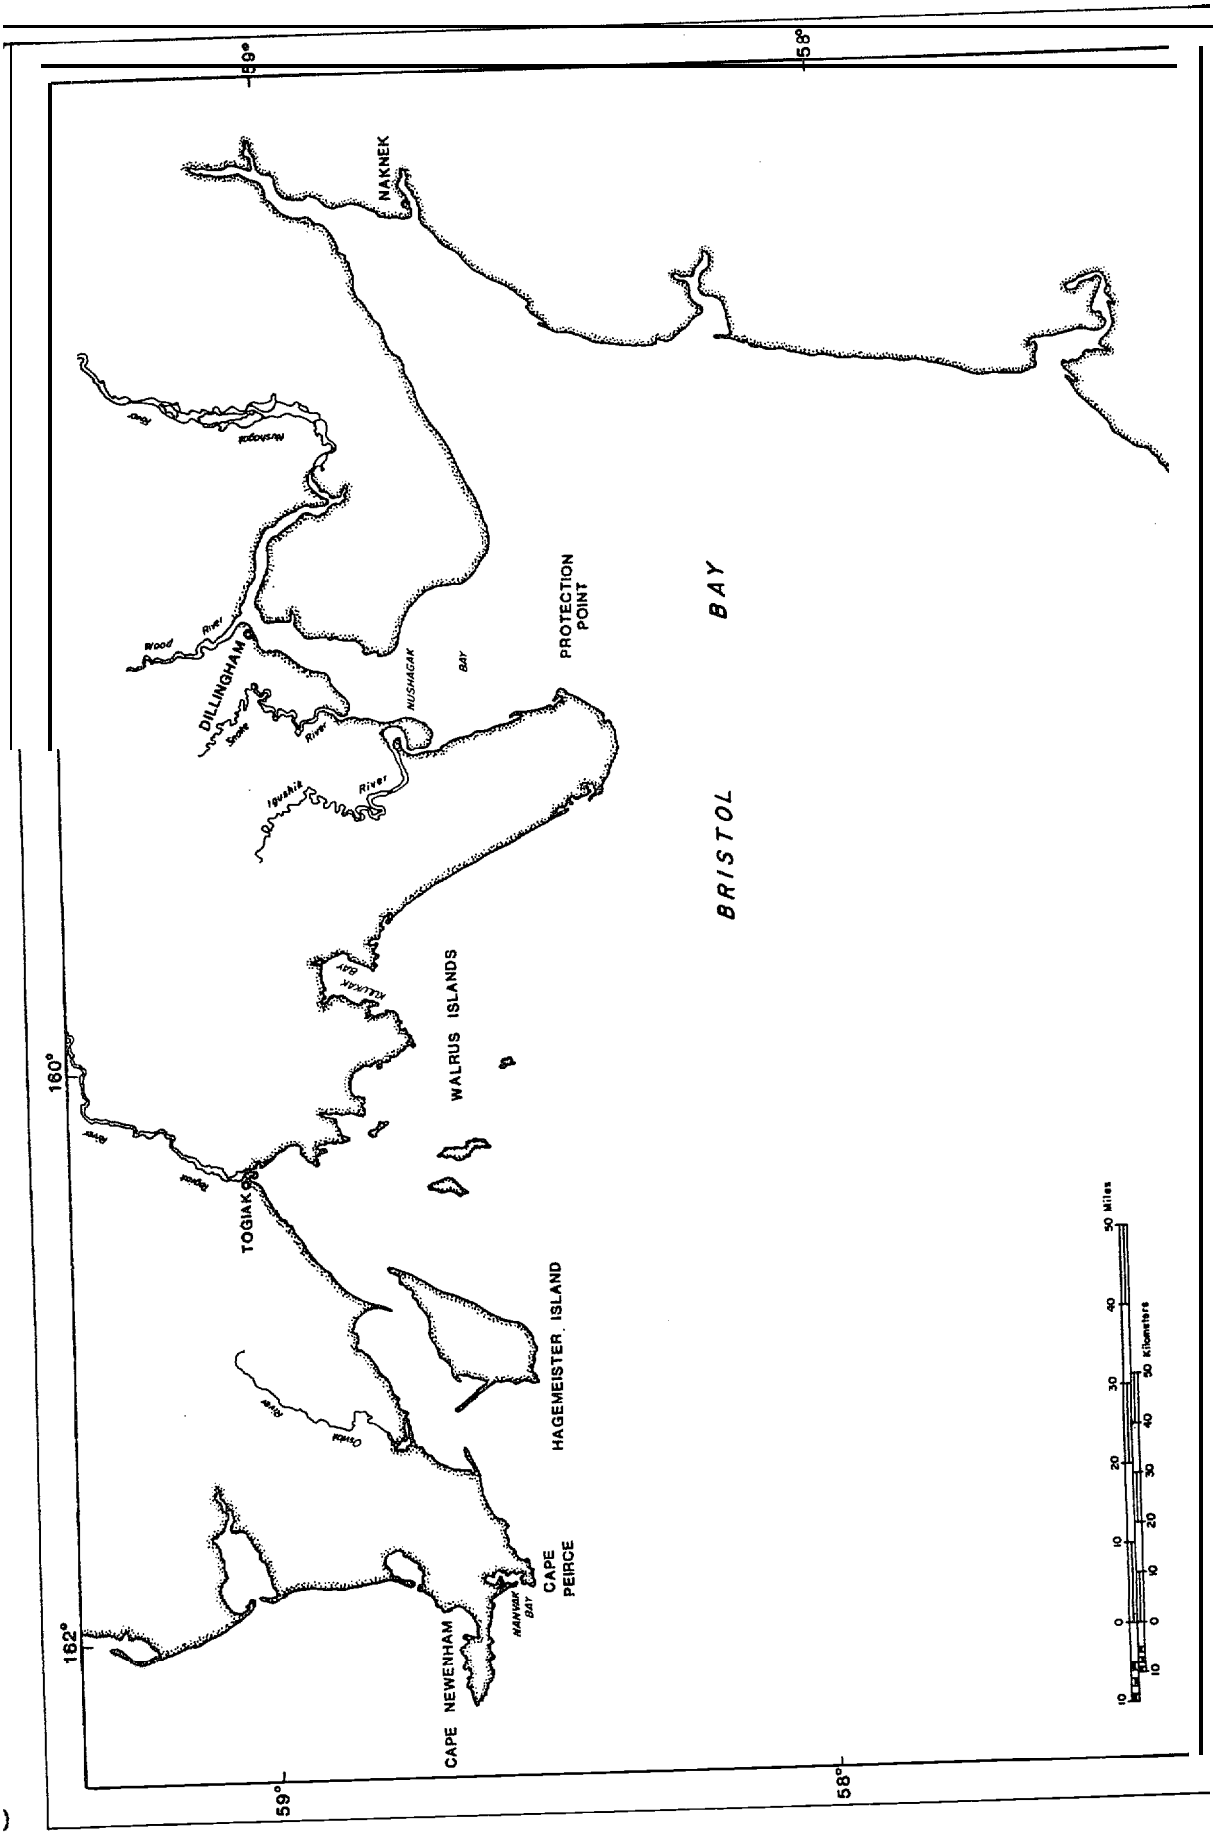 59°
58°
NAKNEK
River
Nushagak
Wood
River
DILLINGHAM
Snake
River
Igushik
River
NUSHAGAK
BAY
PROTECTION
POINT
BRISTOL BAY
KULUKAK
BAY
WALRUS ISLANDS
160°
River
Togiak
TOGIAK
HAGEMEISTER ISLAND
River
Osviak
CAPE
PEIRCE
NANVAK
BAY
CAPE NEWENHAM
162°
59°
58°
10 0 10 20 30 40 50 Miles
10 0 10 20 30 40 50 Kilometers
)